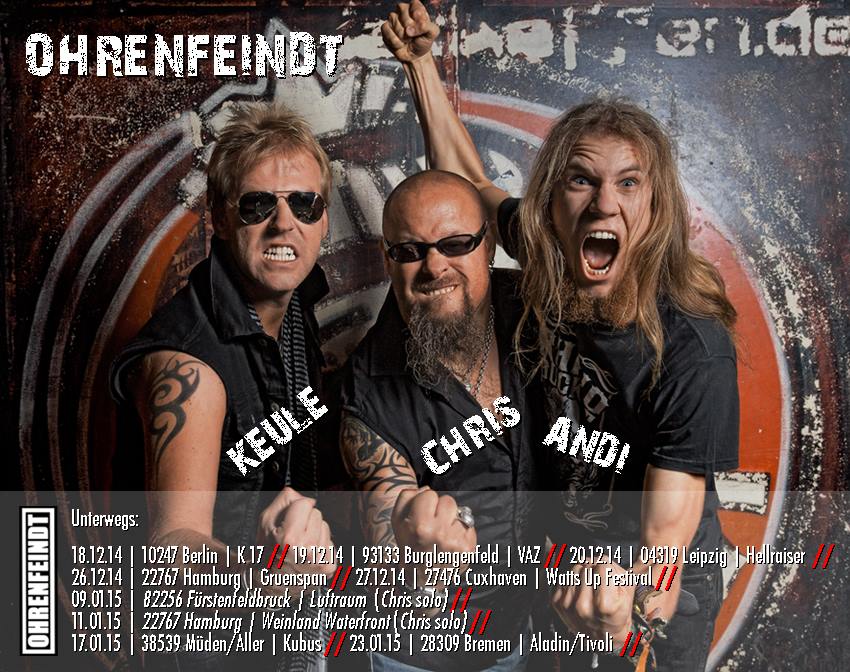 OHRENFEINDT
en.de
KEULE
CHRIS
ANDI
OHRENFEINDT
Unterwegs:
18.12.14 | 10247 Berlin | K 17 // 19.12.14 | 93133 Burglengenfeld | VAZ // 20.12.14 | 04319 Leipzig | Hellraiser //
26.12.14 | 22767 Hamburg | Gruenspan // 27.12.14 | 27476 Cuxhaven | Watts Up Festival //
09.01.15 | 82256 Fürstenfeldbruck | Luftraum (Chris solo) //
11.01.15 | 22767 Hamburg | Weinland Waterfront (Chris solo) //
17.01.15 | 38539 Müden/Aller | Kubus // 23.01.15 | 28309 Bremen | Aladin/Tivoli //